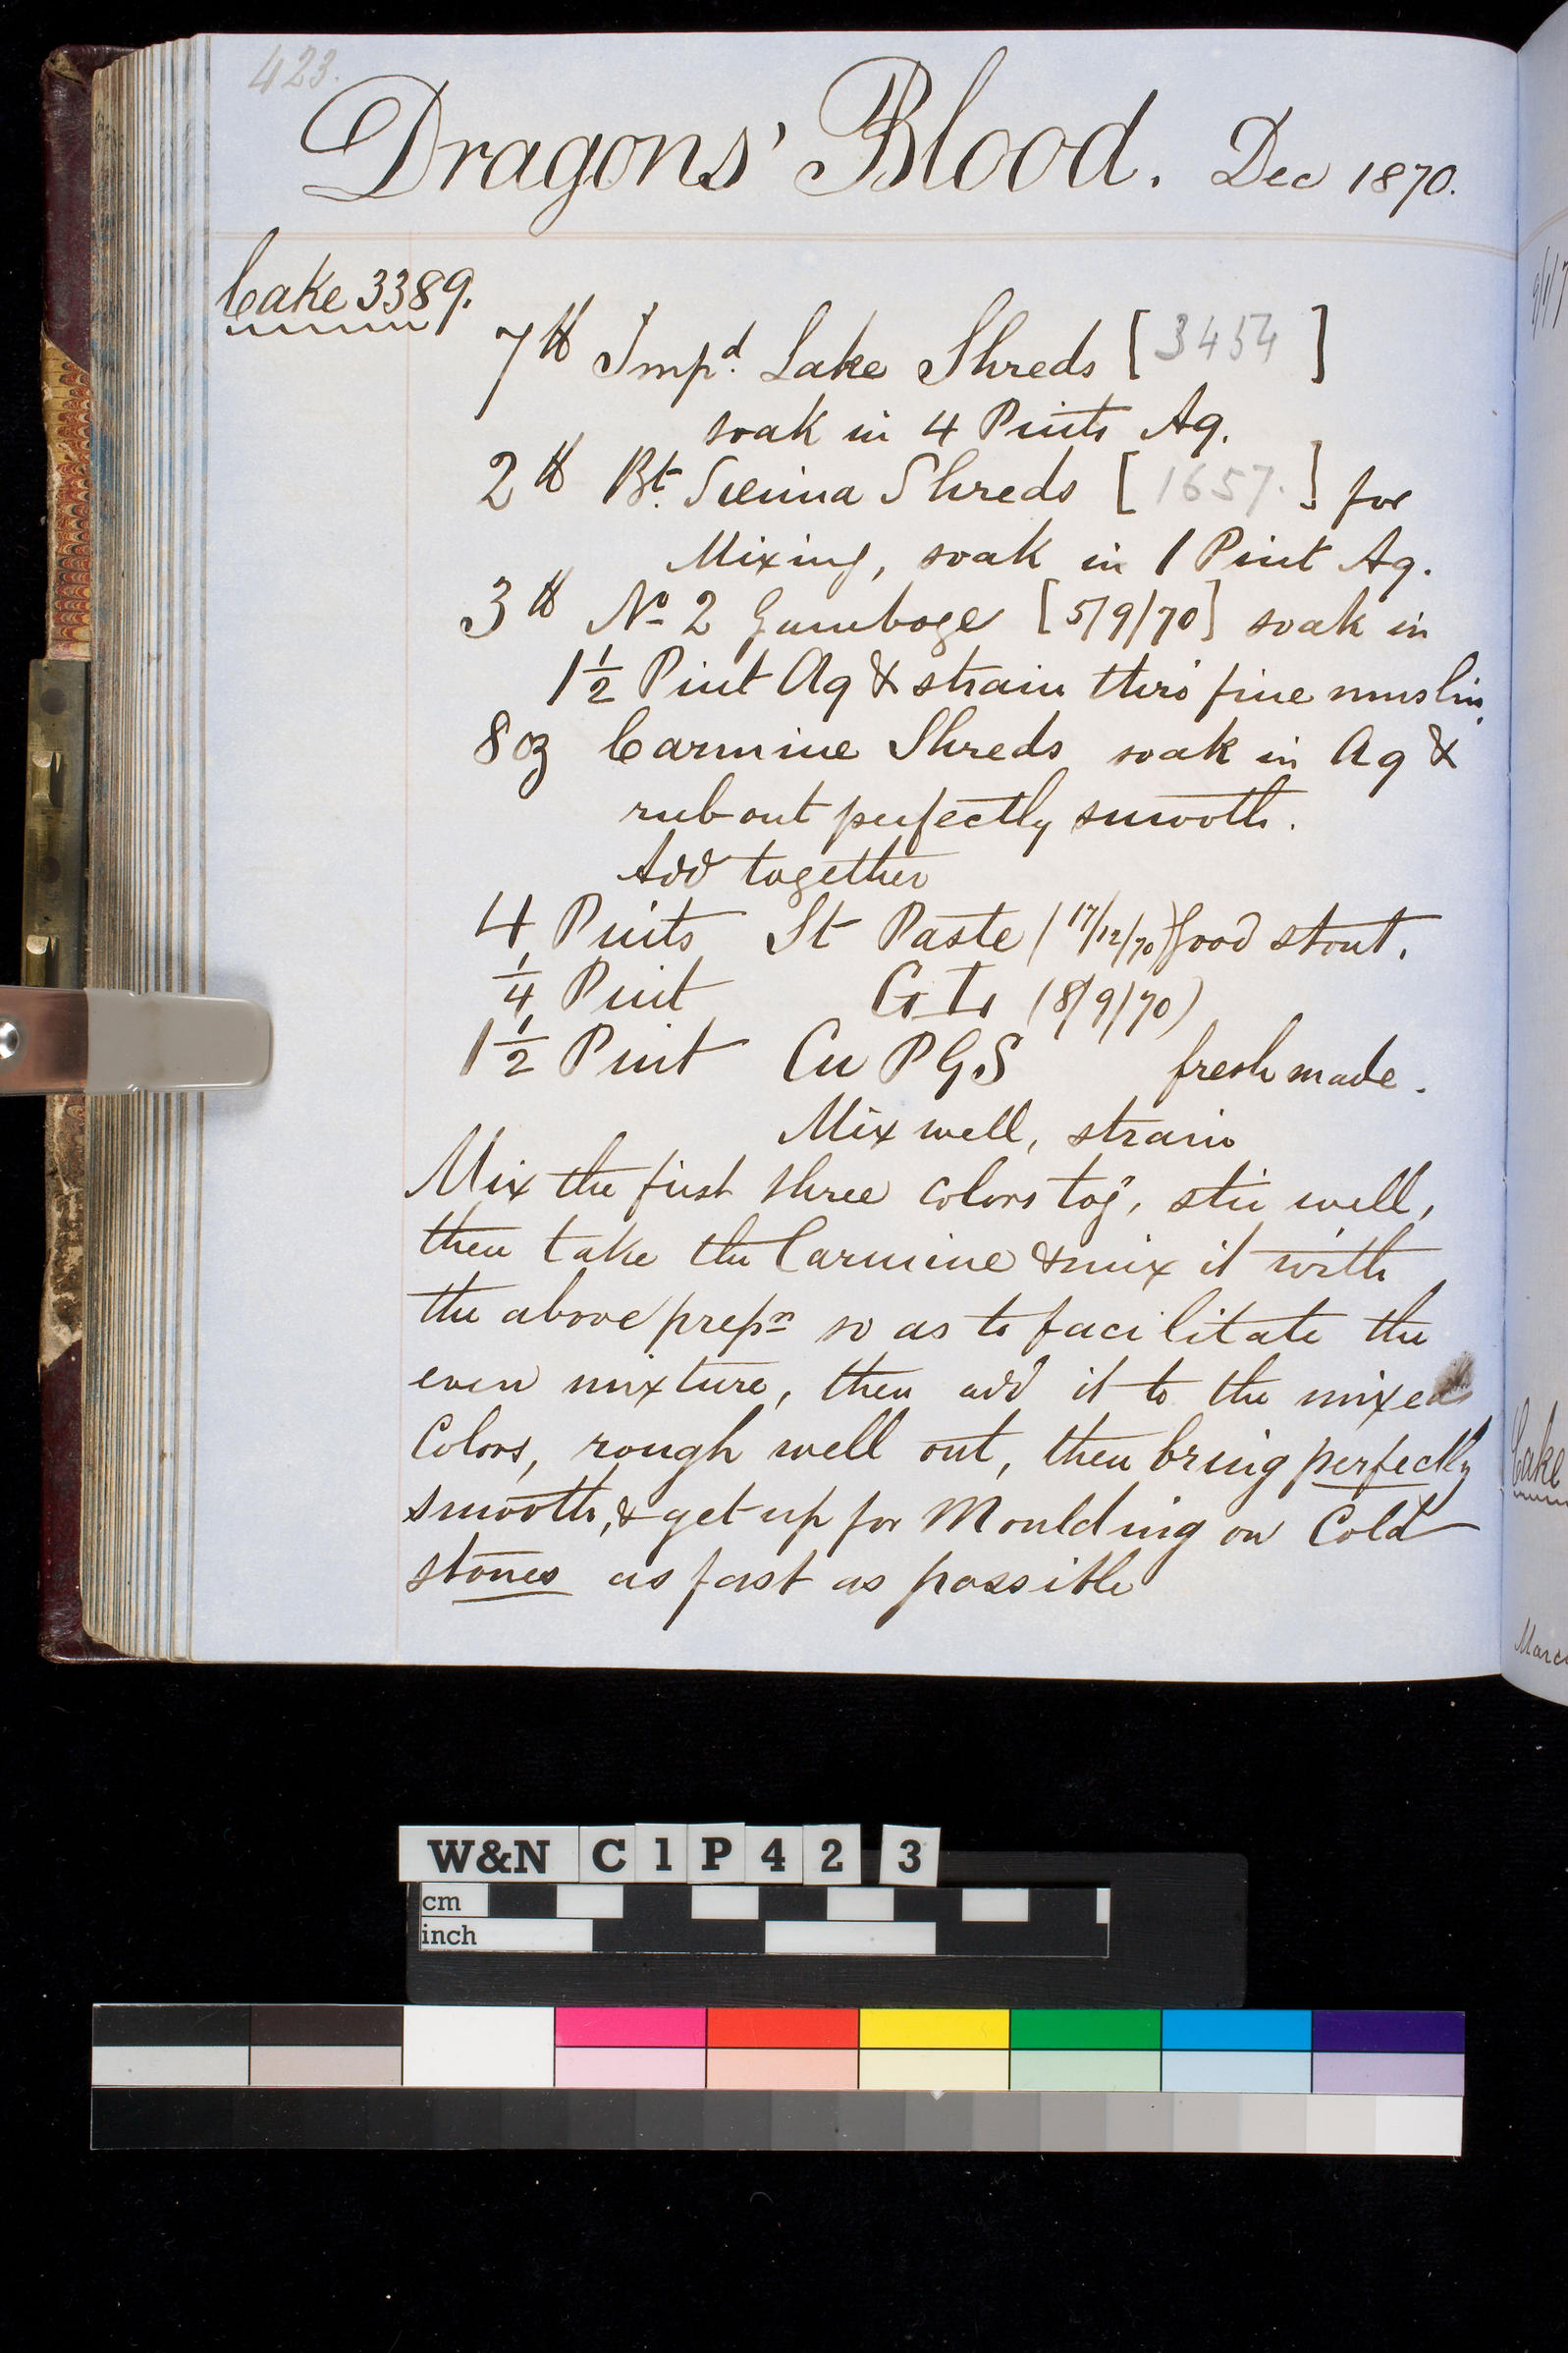 423.
Dragons' Blood. Dec 1870.
Cake 3389.
7 lb Impd. Lake Shreds [3454]
soak in 4 Pints Aq.
2 lb Bt. Sienna Shreds [1657.] for
Mixing, soak in 1 Pint Aq.
3 lb No 2 Gamboge [5/9/70] soak in
1 1/2 Pint Aq & strain thro' fine muslin.
8 oz Carmine Shreds soak in Aq &
rub out perfectly smooth.
Add together
4 Pints St Paste (17/12/70) good stout.
1/4 Pint G T (8/9/70)
1 1/2 Pint Cu P G S fresh made.
Mix well, strain
Mix the first three colors tog, stir well,
then take the Carmine & mix it with
the above prepn so as to facilitate the
even mixture, then add it to the mixed
Colors, rough well out, then bring perfectly
smooth, & get up for Moulding on Cold
stones as fast as possible
Cake
W&N C1P423
cm
inch